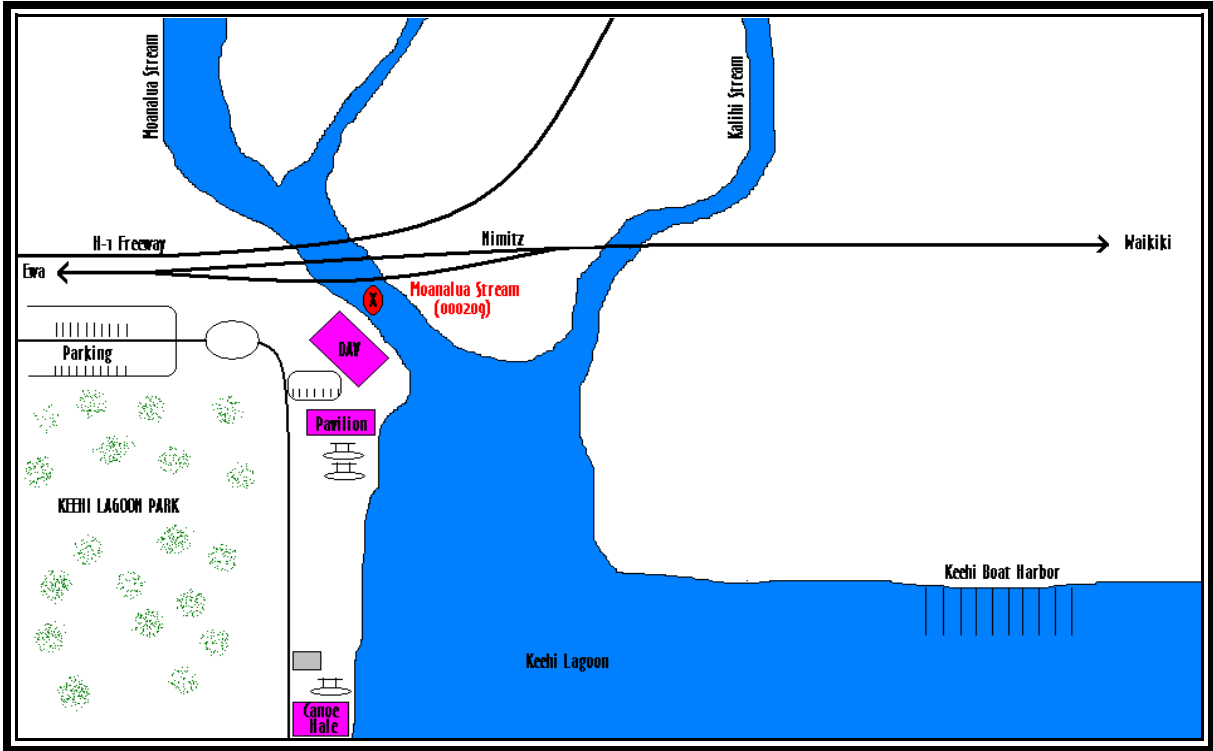 Moanalua Stream
Kalihi Stream
H-1 Freeway
Nimitz
Waikiki
Ewa
X
Moanalua Stream
(000209)
Parking
DAV
Pavilion
KEEHI LAGOON PARK
Keehi Boat Harbor
Keehi Lagoon
Canoe
Hale